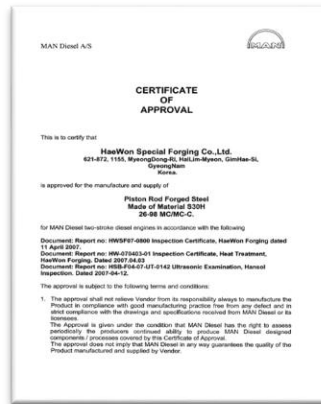 MAN Diesel A/S
MAN
CERTIFICATE
OF
APPROVAL
This is to certify that
HaeWon Special Forging Co.,Ltd.
621-872, 1155, MyeongDong-Ri, HalLim-Myeon, GimHae-Si,
GyeongNam
Korea.
is approved for the manufacture and supply of
Piston Rod Forged Steel
Made of Material S30H
26-98 MC/MC-C.
for MAN Diesel two-stroke diesel engines in accordance with the following
Document: Report no: HWSF07-0800 Inspection Certificate, HaeWon Forging dated
11 April 2007.
Document: Report no: HW-070403-01 Inspection Certificate, Heat Treatment,
HaeWon Forging. Dated 2007.04.03
Document: Report no: HSB-F04-07-UT-0142 Ultrasonic Examination, Hansol
Inspection. Dated 2007-04-12.
The approval is subject to the following terms and conditions:
1. The approval shall not relieve Vendor from its responsibility always to manufacture the
Product in compliance with good manufacturing practice free from any defect and in
strict compliance with the drawings and specifications received from MAN Diesel or its
licensees.
The Approval is given under the condition that MAN Diesel has the right to assess
periodically the producers continued ability to produce MAN Diesel designed
components / processes covered by this Certificate of Approval.
The approval does not imply that MAN Diesel in any way guarantees the quality of the
Product manufactured and supplied by Vendor.